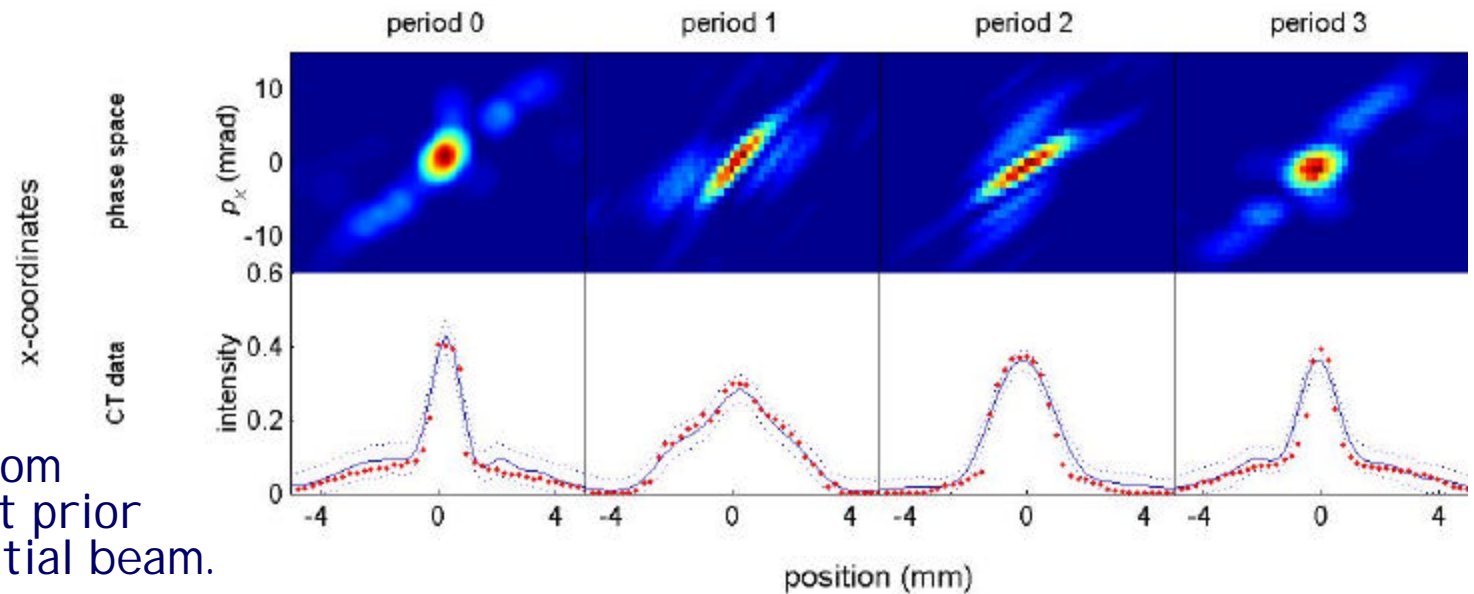 period 0 period 1 period 2 period 3
x-coordinates
phase space
p_x (mrad)
10
0
-10
CT data
intensity
0.6
0.4
0.2
0
-4 0 4 -4 0 4 -4 0 4 -4 0 4
position (mm)
om
t prior
tial beam.